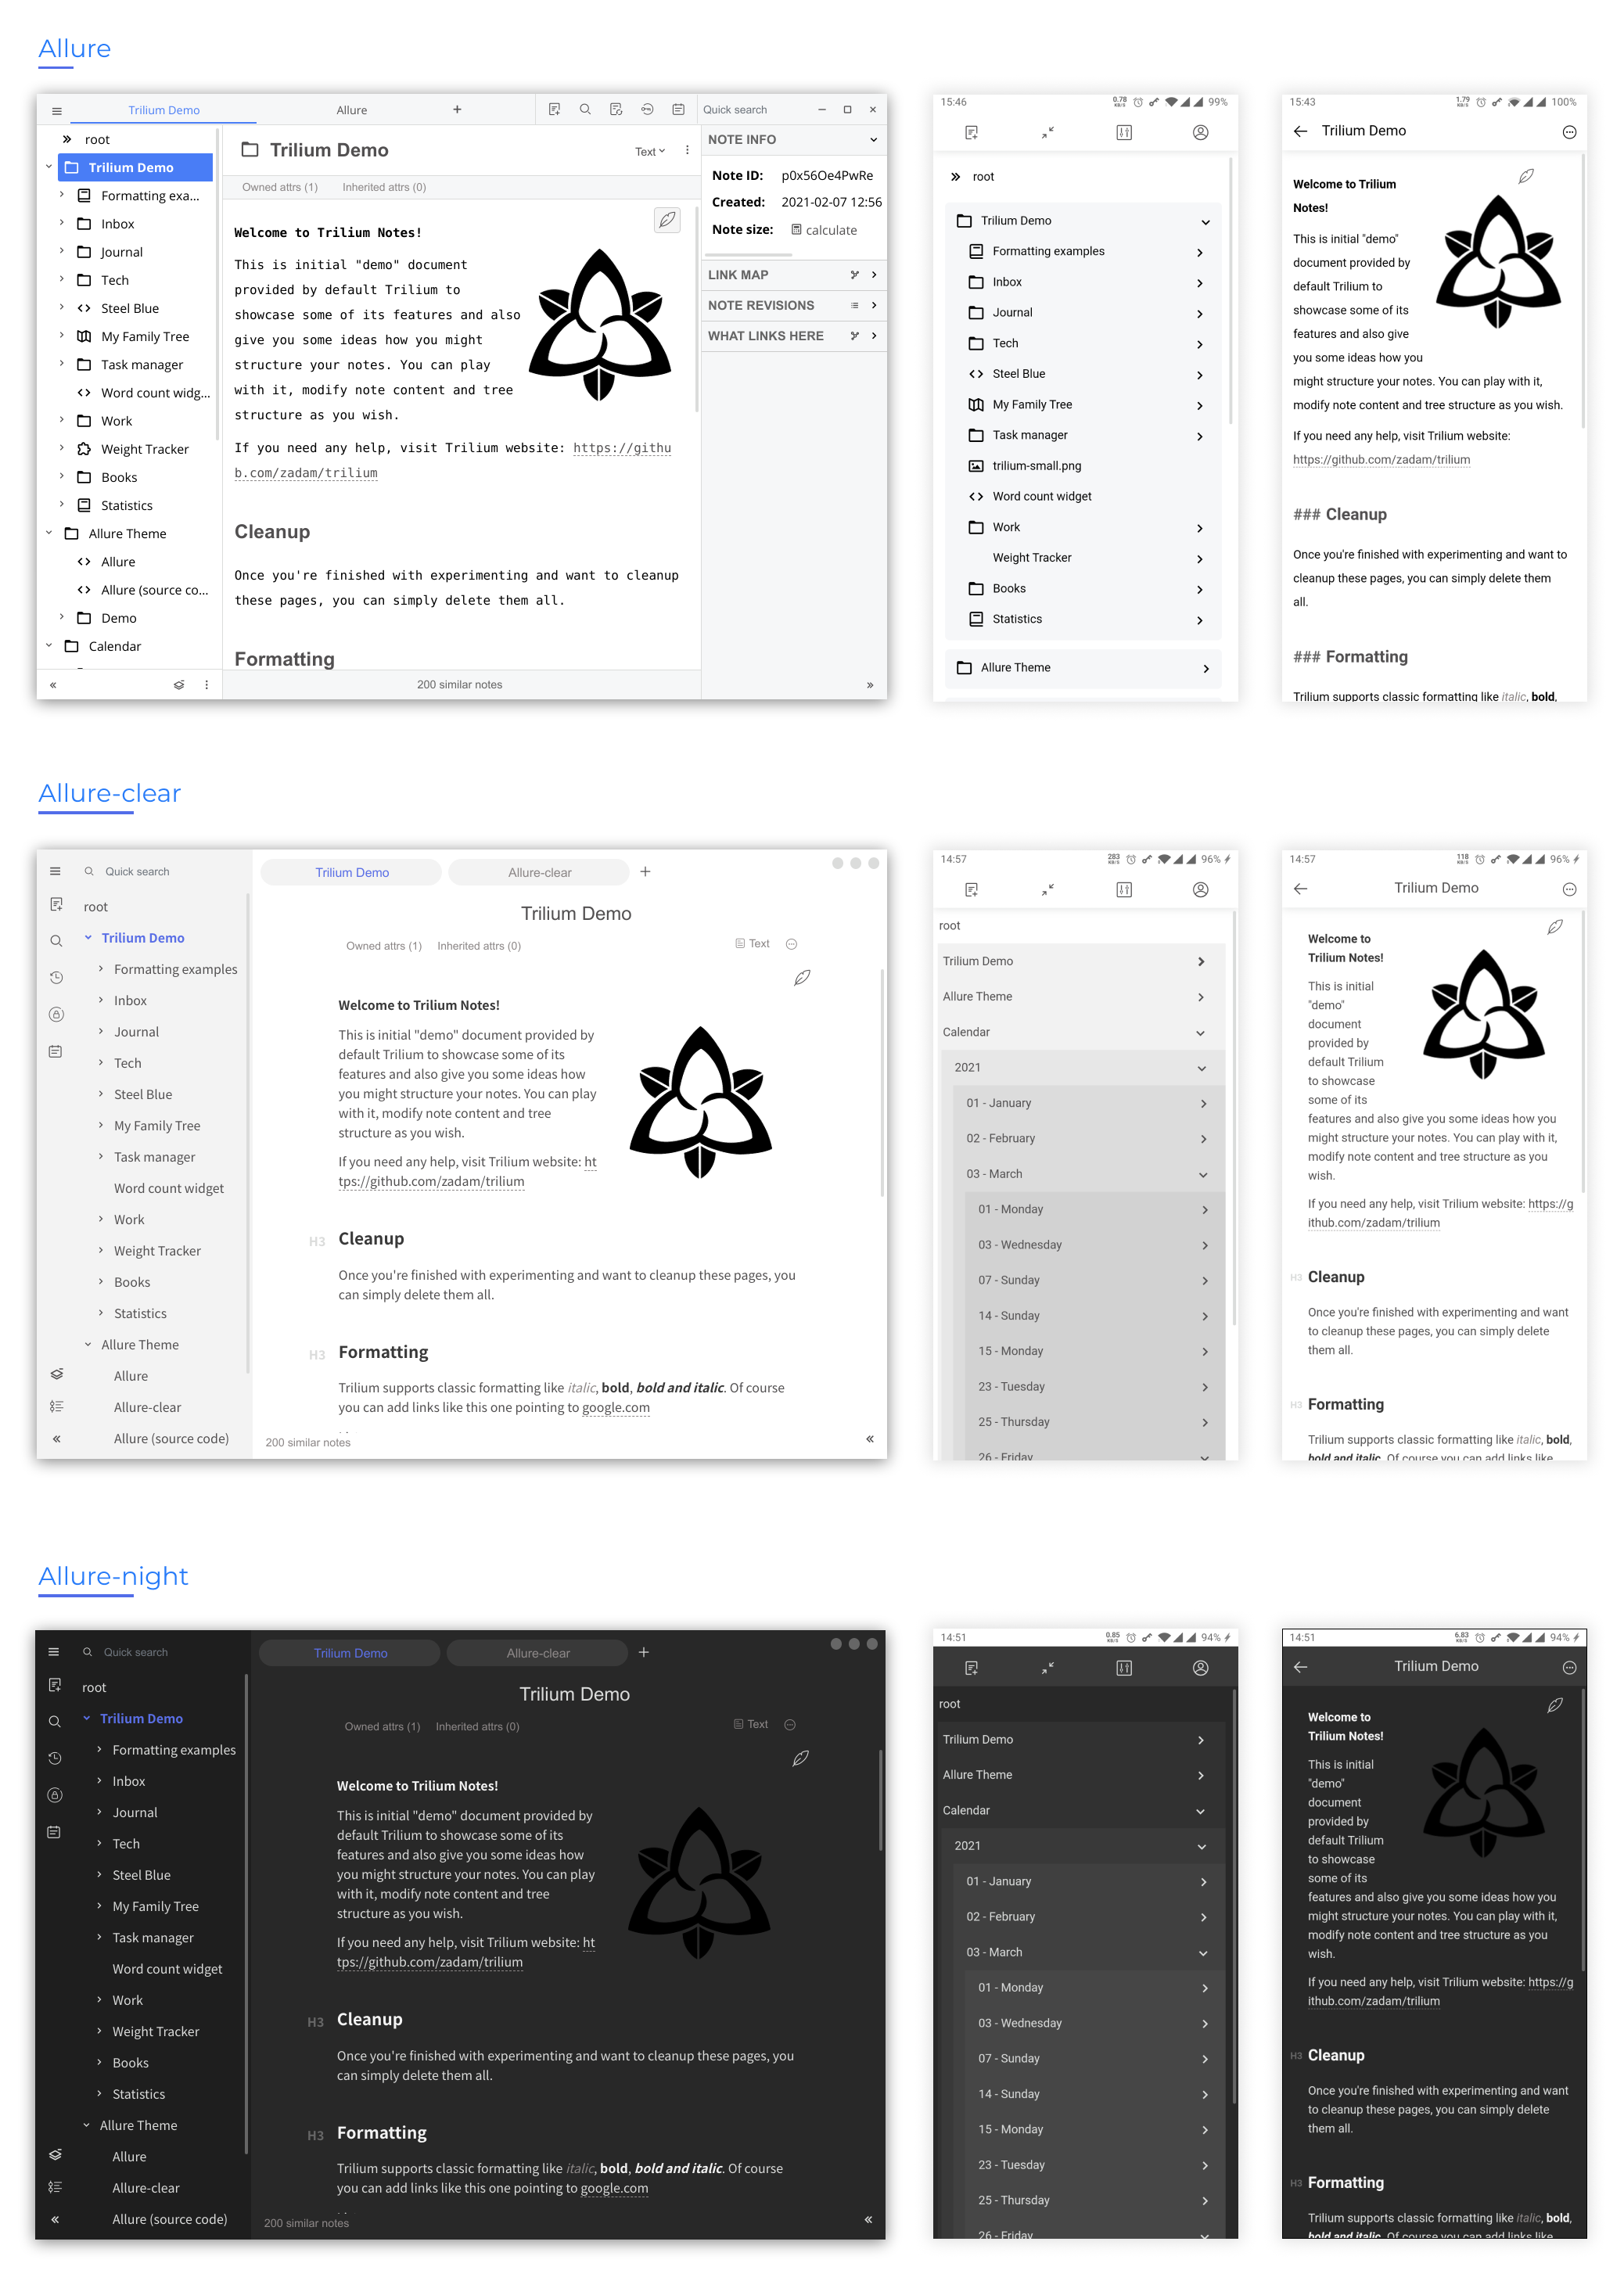 Allure
Trilium Demo
Allure
+
Quick search
root
Trilium Demo
Formatting exa...
Inbox
Journal
Tech
Steel Blue
My Family Tree
Task manager
Word count widg...
Work
Weight Tracker
Books
Statistics
Allure Theme
Allure
Allure (source co...
Demo
Calendar
Trilium Demo
Text
Owned attrs (1) Inherited attrs (0)
Welcome to Trilium Notes!
This is initial "demo" document
provided by default Trilium to
showcase some of its features and also
give you some ideas how you might
structure your notes. You can play
with it, modify note content and tree
structure as you wish.
If you need any help, visit Trilium website: https://githu
b.com/zadam/trilium
Cleanup
Once you're finished with experimenting and want to cleanup
these pages, you can simply delete them all.
Formatting
200 similar notes
NOTE INFO
Note ID: p0x56Oe4PwRe
Created: 2021-02-07 12:56
Note size: calculate
LINK MAP
NOTE REVISIONS
WHAT LINKS HERE
15:46 0.78 KB/S 99%
root
Trilium Demo
Formatting examples
Inbox
Journal
Tech
Steel Blue
My Family Tree
Task manager
trilium-small.png
Word count widget
Work
Weight Tracker
Books
Statistics
Allure Theme
15:43 1.79 KB/S 100%
Trilium Demo
Welcome to Trilium
Notes!
This is initial "demo"
document provided by
default Trilium to
showcase some of its
features and also give
you some ideas how you
might structure your notes. You can play with it,
modify note content and tree structure as you wish.
If you need any help, visit Trilium website:
https://github.com/zadam/trilium
### Cleanup
Once you're finished with experimenting and want to
cleanup these pages, you can simply delete them
all.
### Formatting
Trilium supports classic formatting like italic, bold,
Allure-clear
Quick search
root
Trilium Demo
Formatting examples
Inbox
Journal
Tech
Steel Blue
My Family Tree
Task manager
Word count widget
Work
Weight Tracker
Books
Statistics
Allure Theme
Allure
Allure-clear
Allure (source code)
Trilium Demo
Allure-clear
+
Trilium Demo
Owned attrs (1) Inherited attrs (0)
Text
Welcome to Trilium Notes!
This is initial "demo" document provided by
default Trilium to showcase some of its
features and also give you some ideas how
you might structure your notes. You can play
with it, modify note content and tree
structure as you wish.
If you need any help, visit Trilium website: ht
tps://github.com/zadam/trilium
H3 Cleanup
Once you're finished with experimenting and want to cleanup these pages, you
can simply delete them all.
H3 Formatting
Trilium supports classic formatting like italic, bold, bold and italic. Of course
you can add links like this one pointing to google.com
200 similar notes
14:57 283 KB/S 96%
root
Trilium Demo
Allure Theme
Calendar
2021
01 - January
02 - February
03 - March
01 - Monday
03 - Wednesday
07 - Sunday
14 - Sunday
15 - Monday
23 - Tuesday
25 - Thursday
26 - Friday
14:57 118 KB/S 96%
Trilium Demo
Welcome to
Trilium Notes!
This is initial
"demo"
document
provided by
default Trilium
to showcase
some of its
features and also give you some ideas how you
might structure your notes. You can play with it,
modify note content and tree structure as you
wish.
If you need any help, visit Trilium website: https://g
ithub.com/zadam/trilium
H3 Cleanup
Once you're finished with experimenting and want
to cleanup these pages, you can simply delete
them all.
H3 Formatting
Trilium supports classic formatting like italic, bold,
bold and italic. Of course you can add links like
Allure-night
Quick search
root
Trilium Demo
Formatting examples
Inbox
Journal
Tech
Steel Blue
My Family Tree
Task manager
Word count widget
Work
Weight Tracker
Books
Statistics
Allure Theme
Allure
Allure-clear
Allure (source code)
Trilium Demo
Allure-clear
+
Trilium Demo
Owned attrs (1) Inherited attrs (0)
Text
Welcome to Trilium Notes!
This is initial "demo" document provided by
default Trilium to showcase some of its
features and also give you some ideas how
you might structure your notes. You can play
with it, modify note content and tree
structure as you wish.
If you need any help, visit Trilium website: ht
tps://github.com/zadam/trilium
H3 Cleanup
Once you're finished with experimenting and want to cleanup these pages, you
can simply delete them all.
H3 Formatting
Trilium supports classic formatting like italic, bold, bold and italic. Of course
you can add links like this one pointing to google.com
200 similar notes
14:51 0.85 KB/S 94%
root
Trilium Demo
Allure Theme
Calendar
2021
01 - January
02 - February
03 - March
01 - Monday
03 - Wednesday
07 - Sunday
14 - Sunday
15 - Monday
23 - Tuesday
25 - Thursday
26 - Friday
14:51 6.83 KB/S 94%
Trilium Demo
Welcome to
Trilium Notes!
This is initial
"demo"
document
provided by
default Trilium
to showcase
some of its
features and also give you some ideas how you
might structure your notes. You can play with it,
modify note content and tree structure as you
wish.
If you need any help, visit Trilium website: https://g
ithub.com/zadam/trilium
H3 Cleanup
Once you're finished with experimenting and want
to cleanup these pages, you can simply delete
them all.
H3 Formatting
Trilium supports classic formatting like italic, bold,
bold and italic. Of course you can add links like